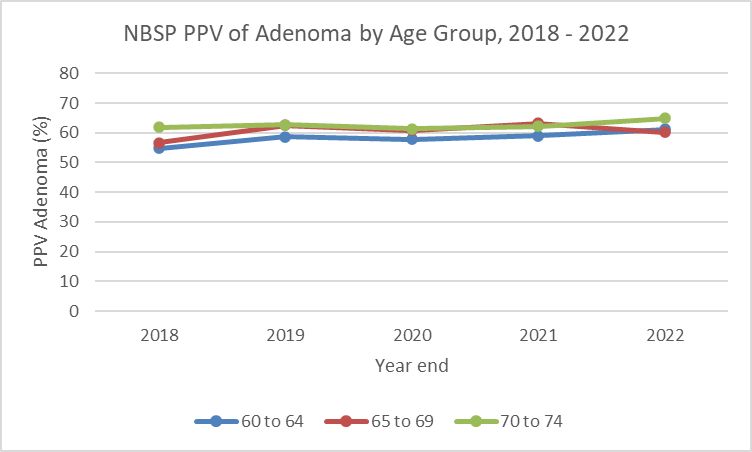 NBSP PPV of Adenoma by Age Group, 2018 - 2022
PPV Adenoma (%)
80
70
60
50
40
30
20
10
0
2018 2019 2020 2021 2022
Year end
60 to 64 65 to 69 70 to 74